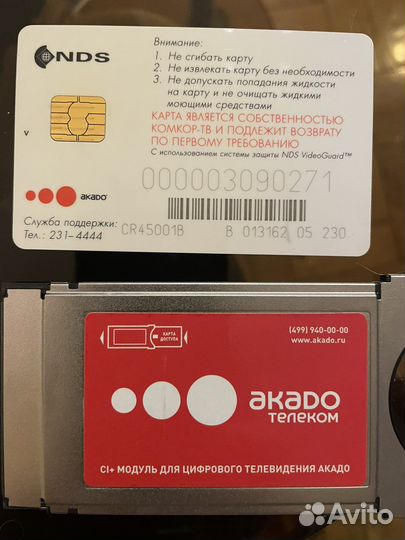 NDS
Внимание:
1. Не сгибать карту
2. Не извлекать карту без необходимости
3. Не допускать попадания жидкости
на карту и не очищать жидкими
моющими средствами
КАРТА ЯВЛЯЕТСЯ СОБСТВЕННОСТЬЮ
КОМКОР-ТВ И ПОДЛЕЖИТ ВОЗВРАТУ
ПО ПЕРВОМУ ТРЕБОВАНИЮ
С использованием системы защиты NDS VideoGuard™
v
000003090271
акадо
Служба поддержки:
Тел.: 231-4444
CR45001B B 013162 05 230
КАРТА
ДОСТУПА
(499) 940-00-00
www.akado.ru
акадо
телеком
CI+ МОДУЛЬ ДЛЯ ЦИФРОВОГО ТЕЛЕВИДЕНИЯ АКАДО
Avito